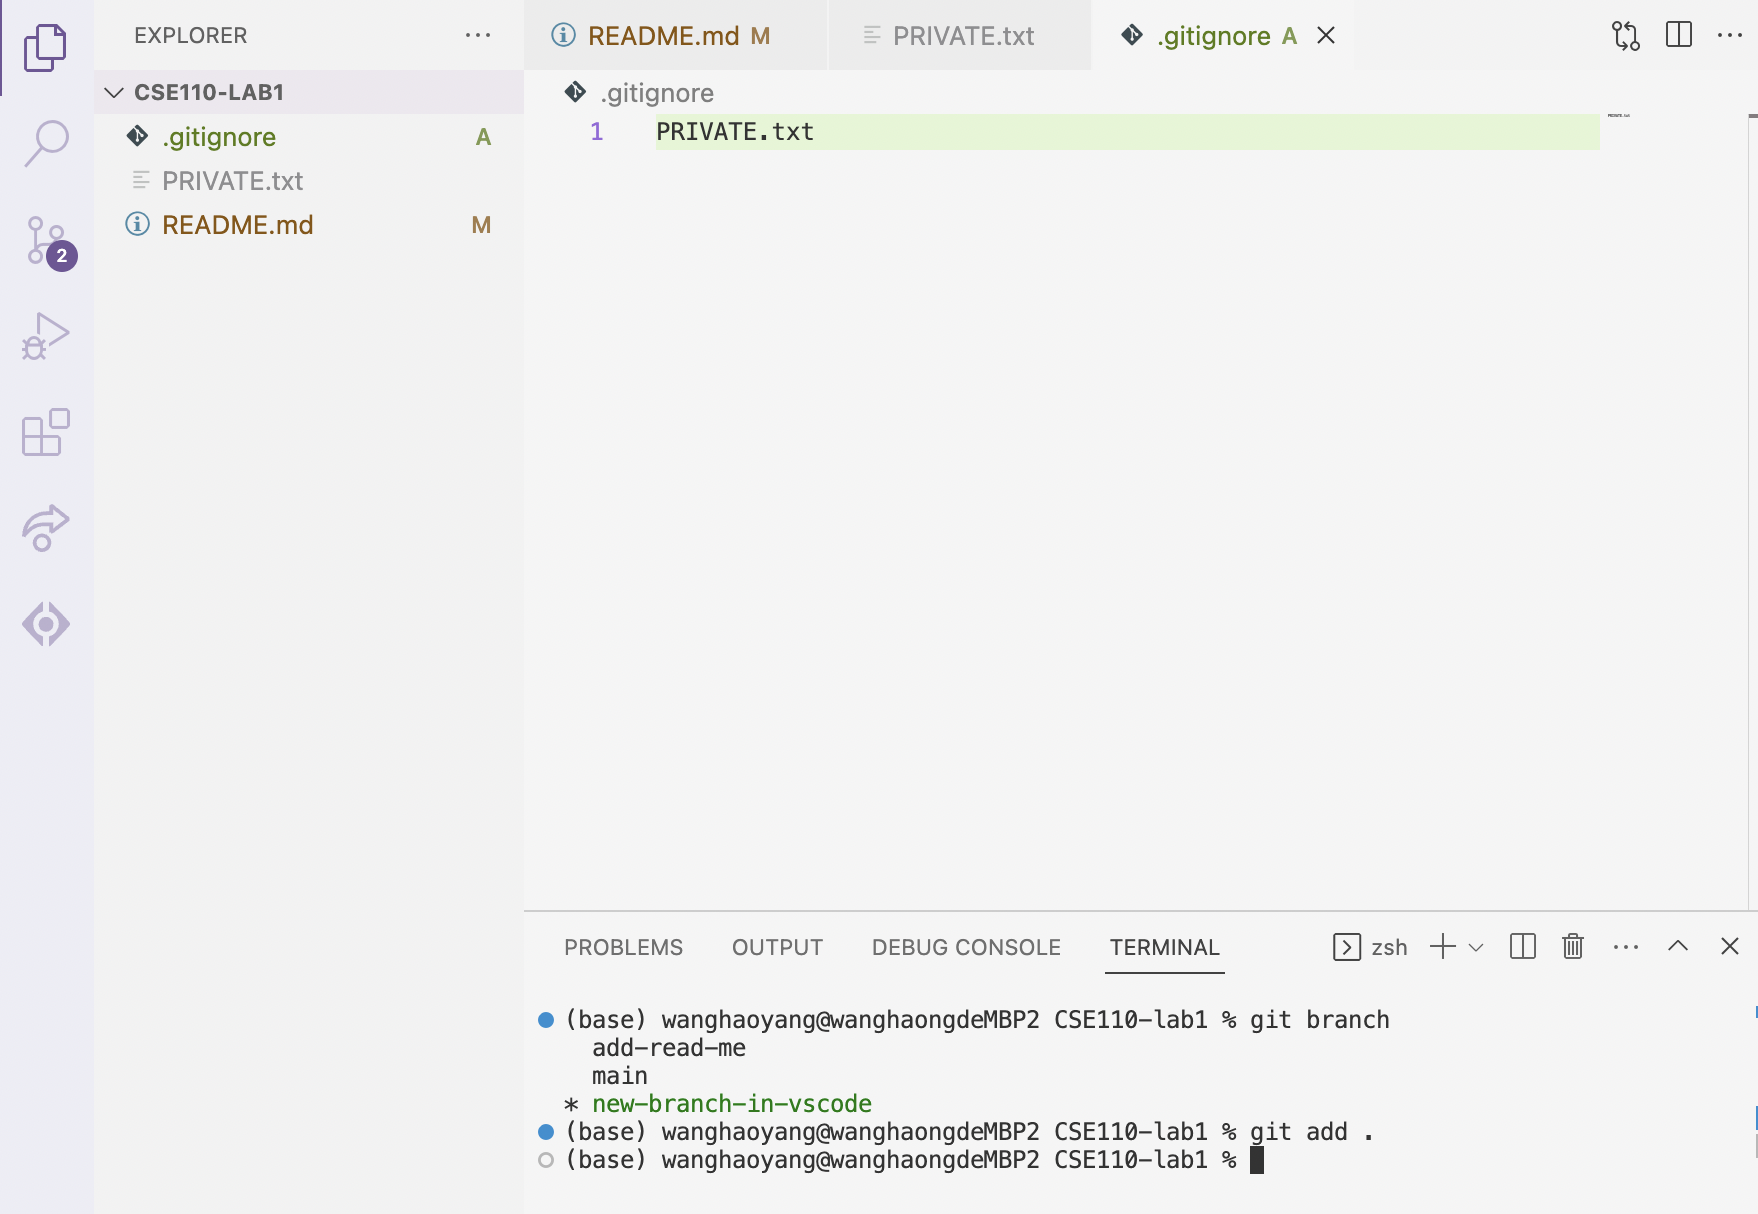 EXPLORER
CSE110-LAB1
.gitignore A
PRIVATE.txt
README.md M
2
README.md M
PRIVATE.txt
.gitignore A
.gitignore
1 PRIVATE.txt
PROBLEMS OUTPUT DEBUG CONSOLE TERMINAL zsh
(base) wanghaoyang@wanghaongdeMBP2 CSE110-lab1 % git branch
add-read-me
main
* new-branch-in-vscode
(base) wanghaoyang@wanghaongdeMBP2 CSE110-lab1 % git add .
(base) wanghaoyang@wanghaongdeMBP2 CSE110-lab1 %